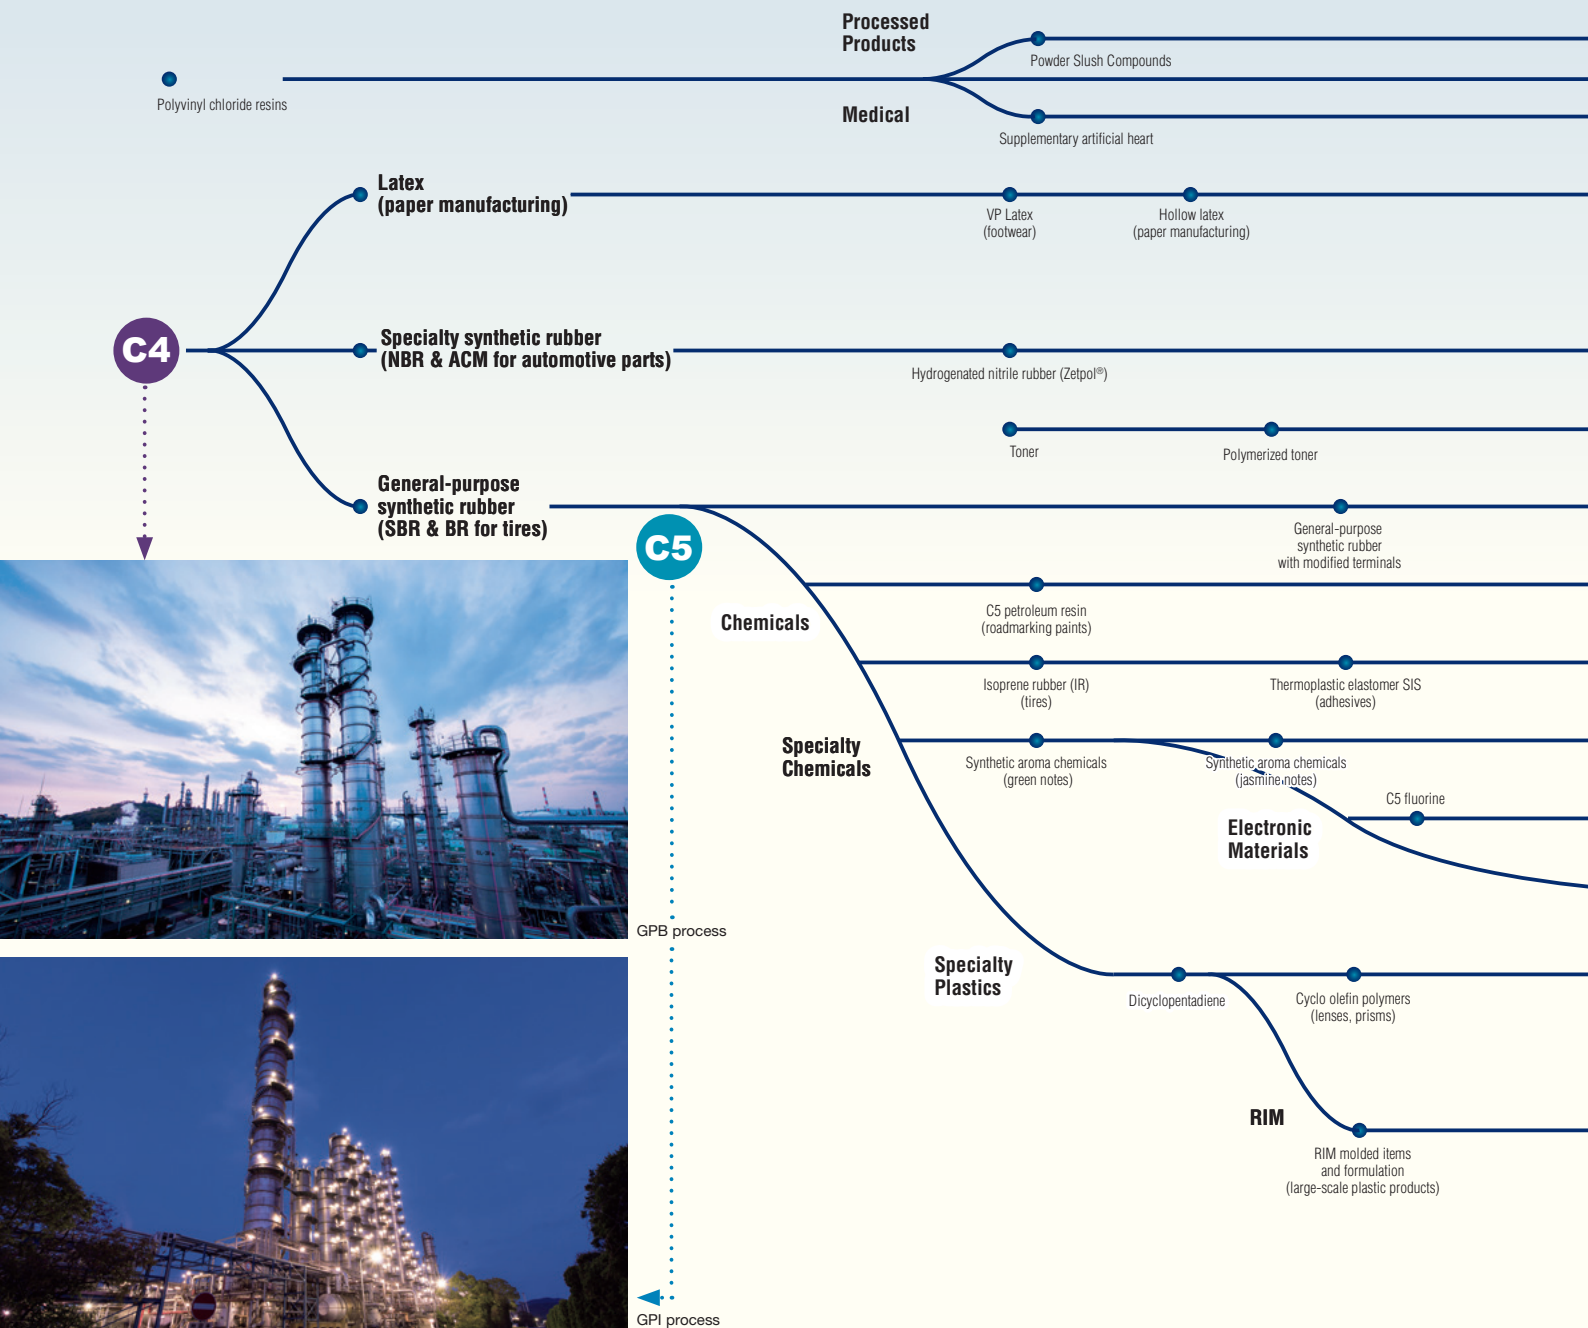 Processed
Products
Powder Slush Compounds
Polyvinyl chloride resins
Medical
Supplementary artificial heart
Latex
(paper manufacturing)
VP Latex
(footwear)
Hollow latex
(paper manufacturing)
C4
Specialty synthetic rubber
(NBR & ACM for automotive parts)
Hydrogenated nitrile rubber (Zetpol®)
Toner
Polymerized toner
General-purpose
synthetic rubber
(SBR & BR for tires)
C5
General-purpose
synthetic rubber
with modified terminals
Chemicals
C5 petroleum resin
(roadmarking paints)
Isoprene rubber (IR)
(tires)
Thermoplastic elastomer SIS
(adhesives)
Specialty
Chemicals
Synthetic aroma chemicals
(green notes)
Synthetic aroma chemicals
(jasmine notes)
C5 fluorine
Electronic
Materials
GPB process
Specialty
Plastics
Dicyclopentadiene
Cyclo olefin polymers
(lenses, prisms)
RIM
RIM molded items
and formulation
(large-scale plastic products)
GPI process